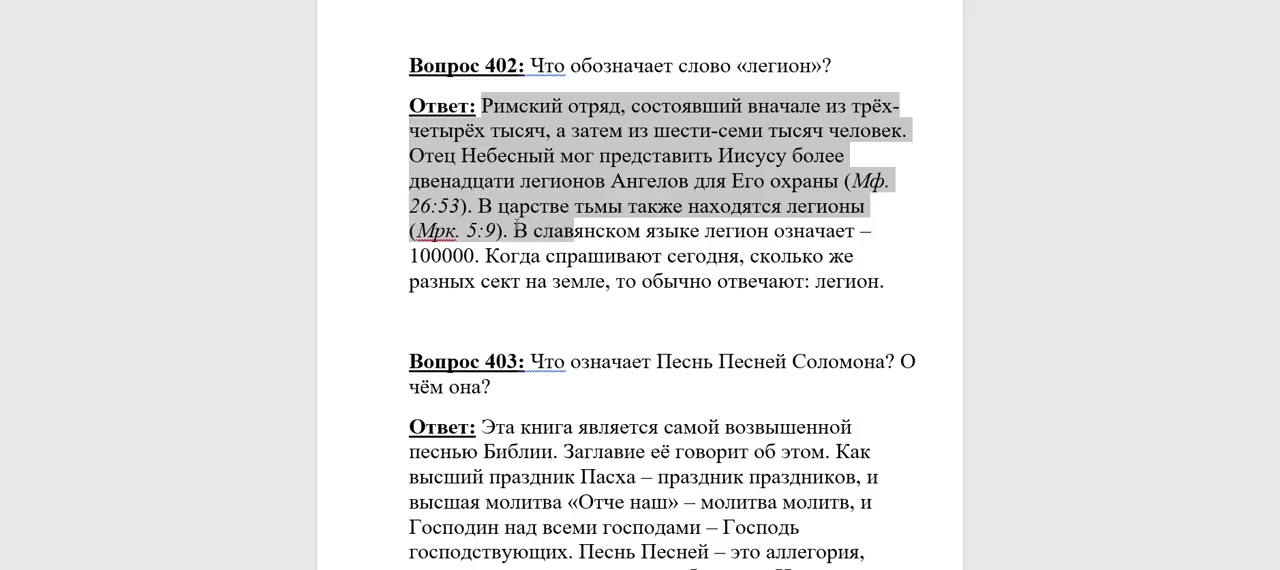 Вопрос 402: Что обозначает слово «легион»?
Ответ: Римский отряд, состоявший вначале из трёх-
четырёх тысяч, а затем из шести-семи тысяч человек.
Отец Небесный мог представить Иисусу более
двенадцати легионов Ангелов для Его охраны (Мф.
26:53). В царстве тьмы также находятся легионы
(Мрк. 5:9). В славянском языке легион означает –
100000. Когда спрашивают сегодня, сколько же
разных сект на земле, то обычно отвечают: легион.
Вопрос 403: Что означает Песнь Песней Соломона? О
чём она?
Ответ: Эта книга является самой возвышенной
песнью Библии. Заглавие её говорит об этом. Как
высший праздник Пасха – праздник праздников, и
высшая молитва «Отче наш» – молитва молитв, и
Господин над всеми господами – Господь
господствующих. Песнь Песней – это аллегория,